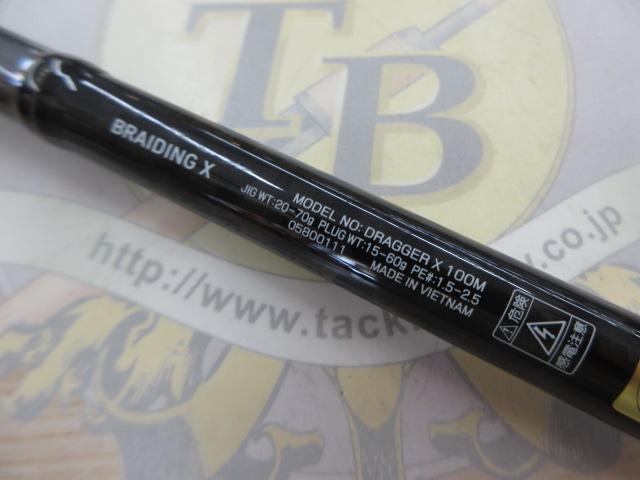 TB
BRAIDING X
MODEL NO: DRAGGER X 100M
JIG WT:20-70g PLUG WT:15-60g PE#:1.5-2.5
05800111 MADE IN VIETNAM
⚠危険
感電注意
http://www.tack
.co.jp